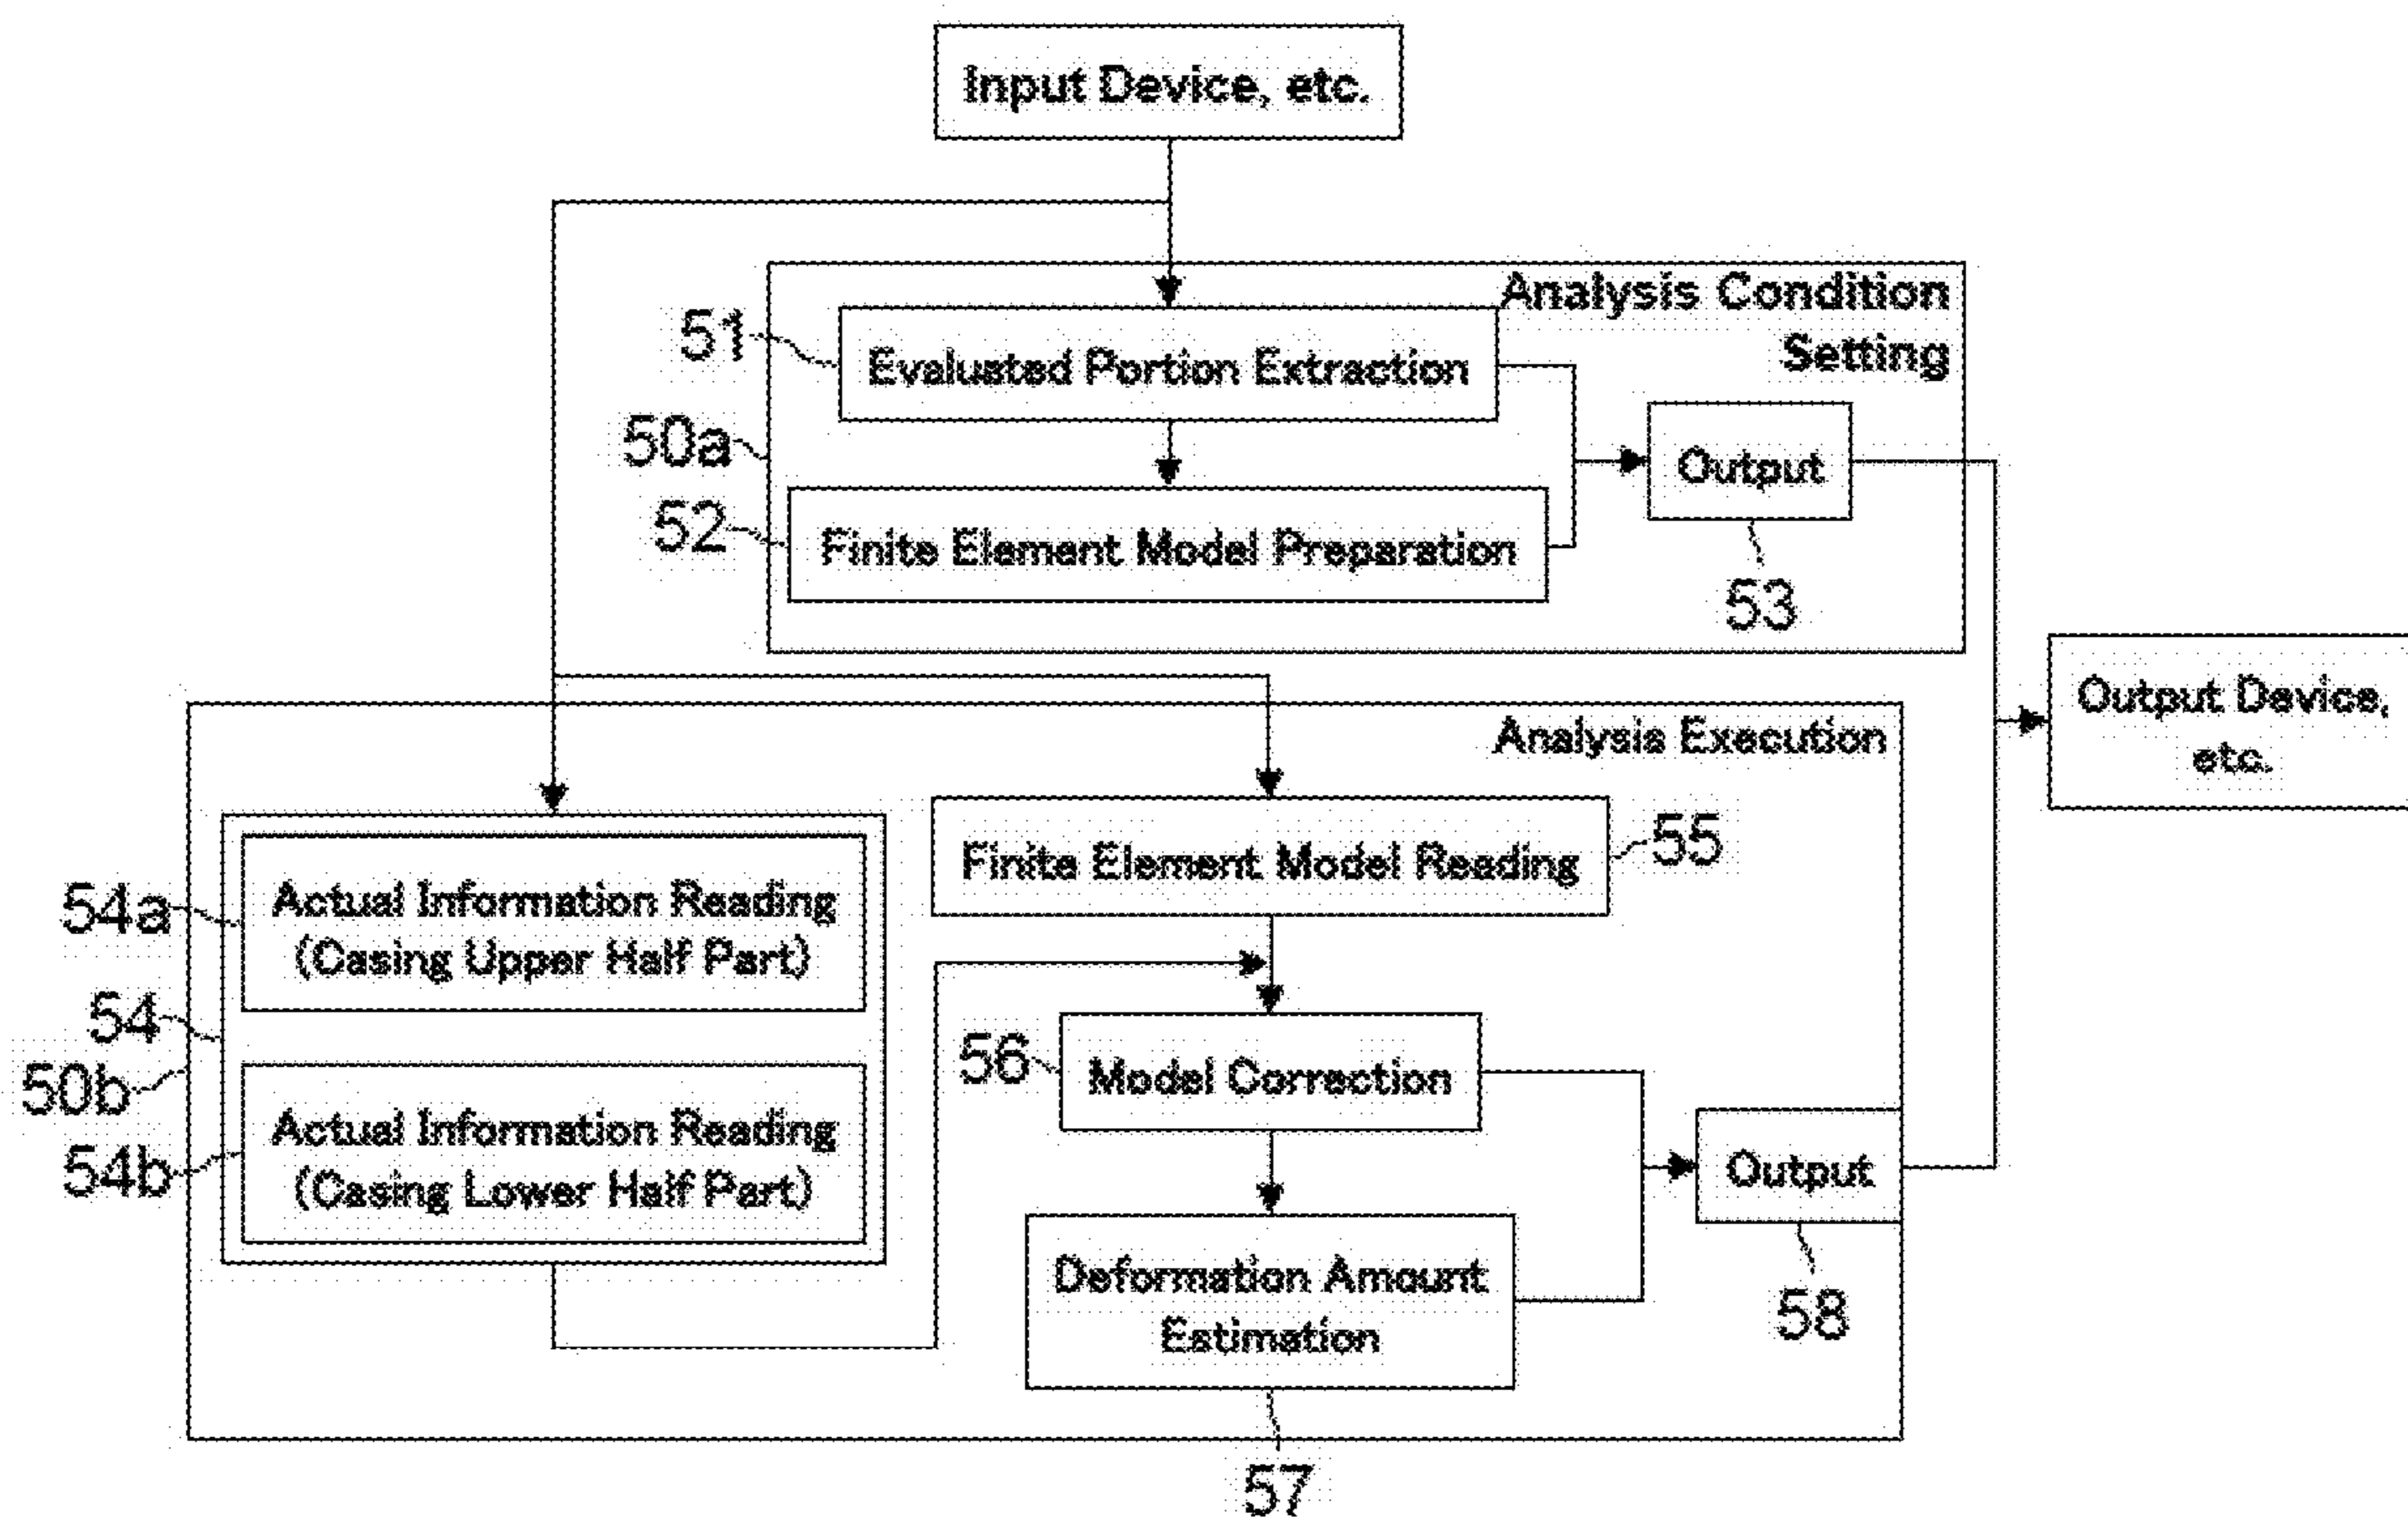 Input Device, etc.
Analysis Condition
Setting
51
Evaluated Portion Extraction
50a
Output
52
Finite Element Model Preparation
53
Output Device,
etc.
Analysis Execution
Finite Element Model Reading
55
54a
Actual Information Reading
(Casing Upper Half Part)
54
50b
54b
Actual Information Reading
(Casing Lower Half Part)
56
Model Correction
Output
Deformation Amount
Estimation
58
57